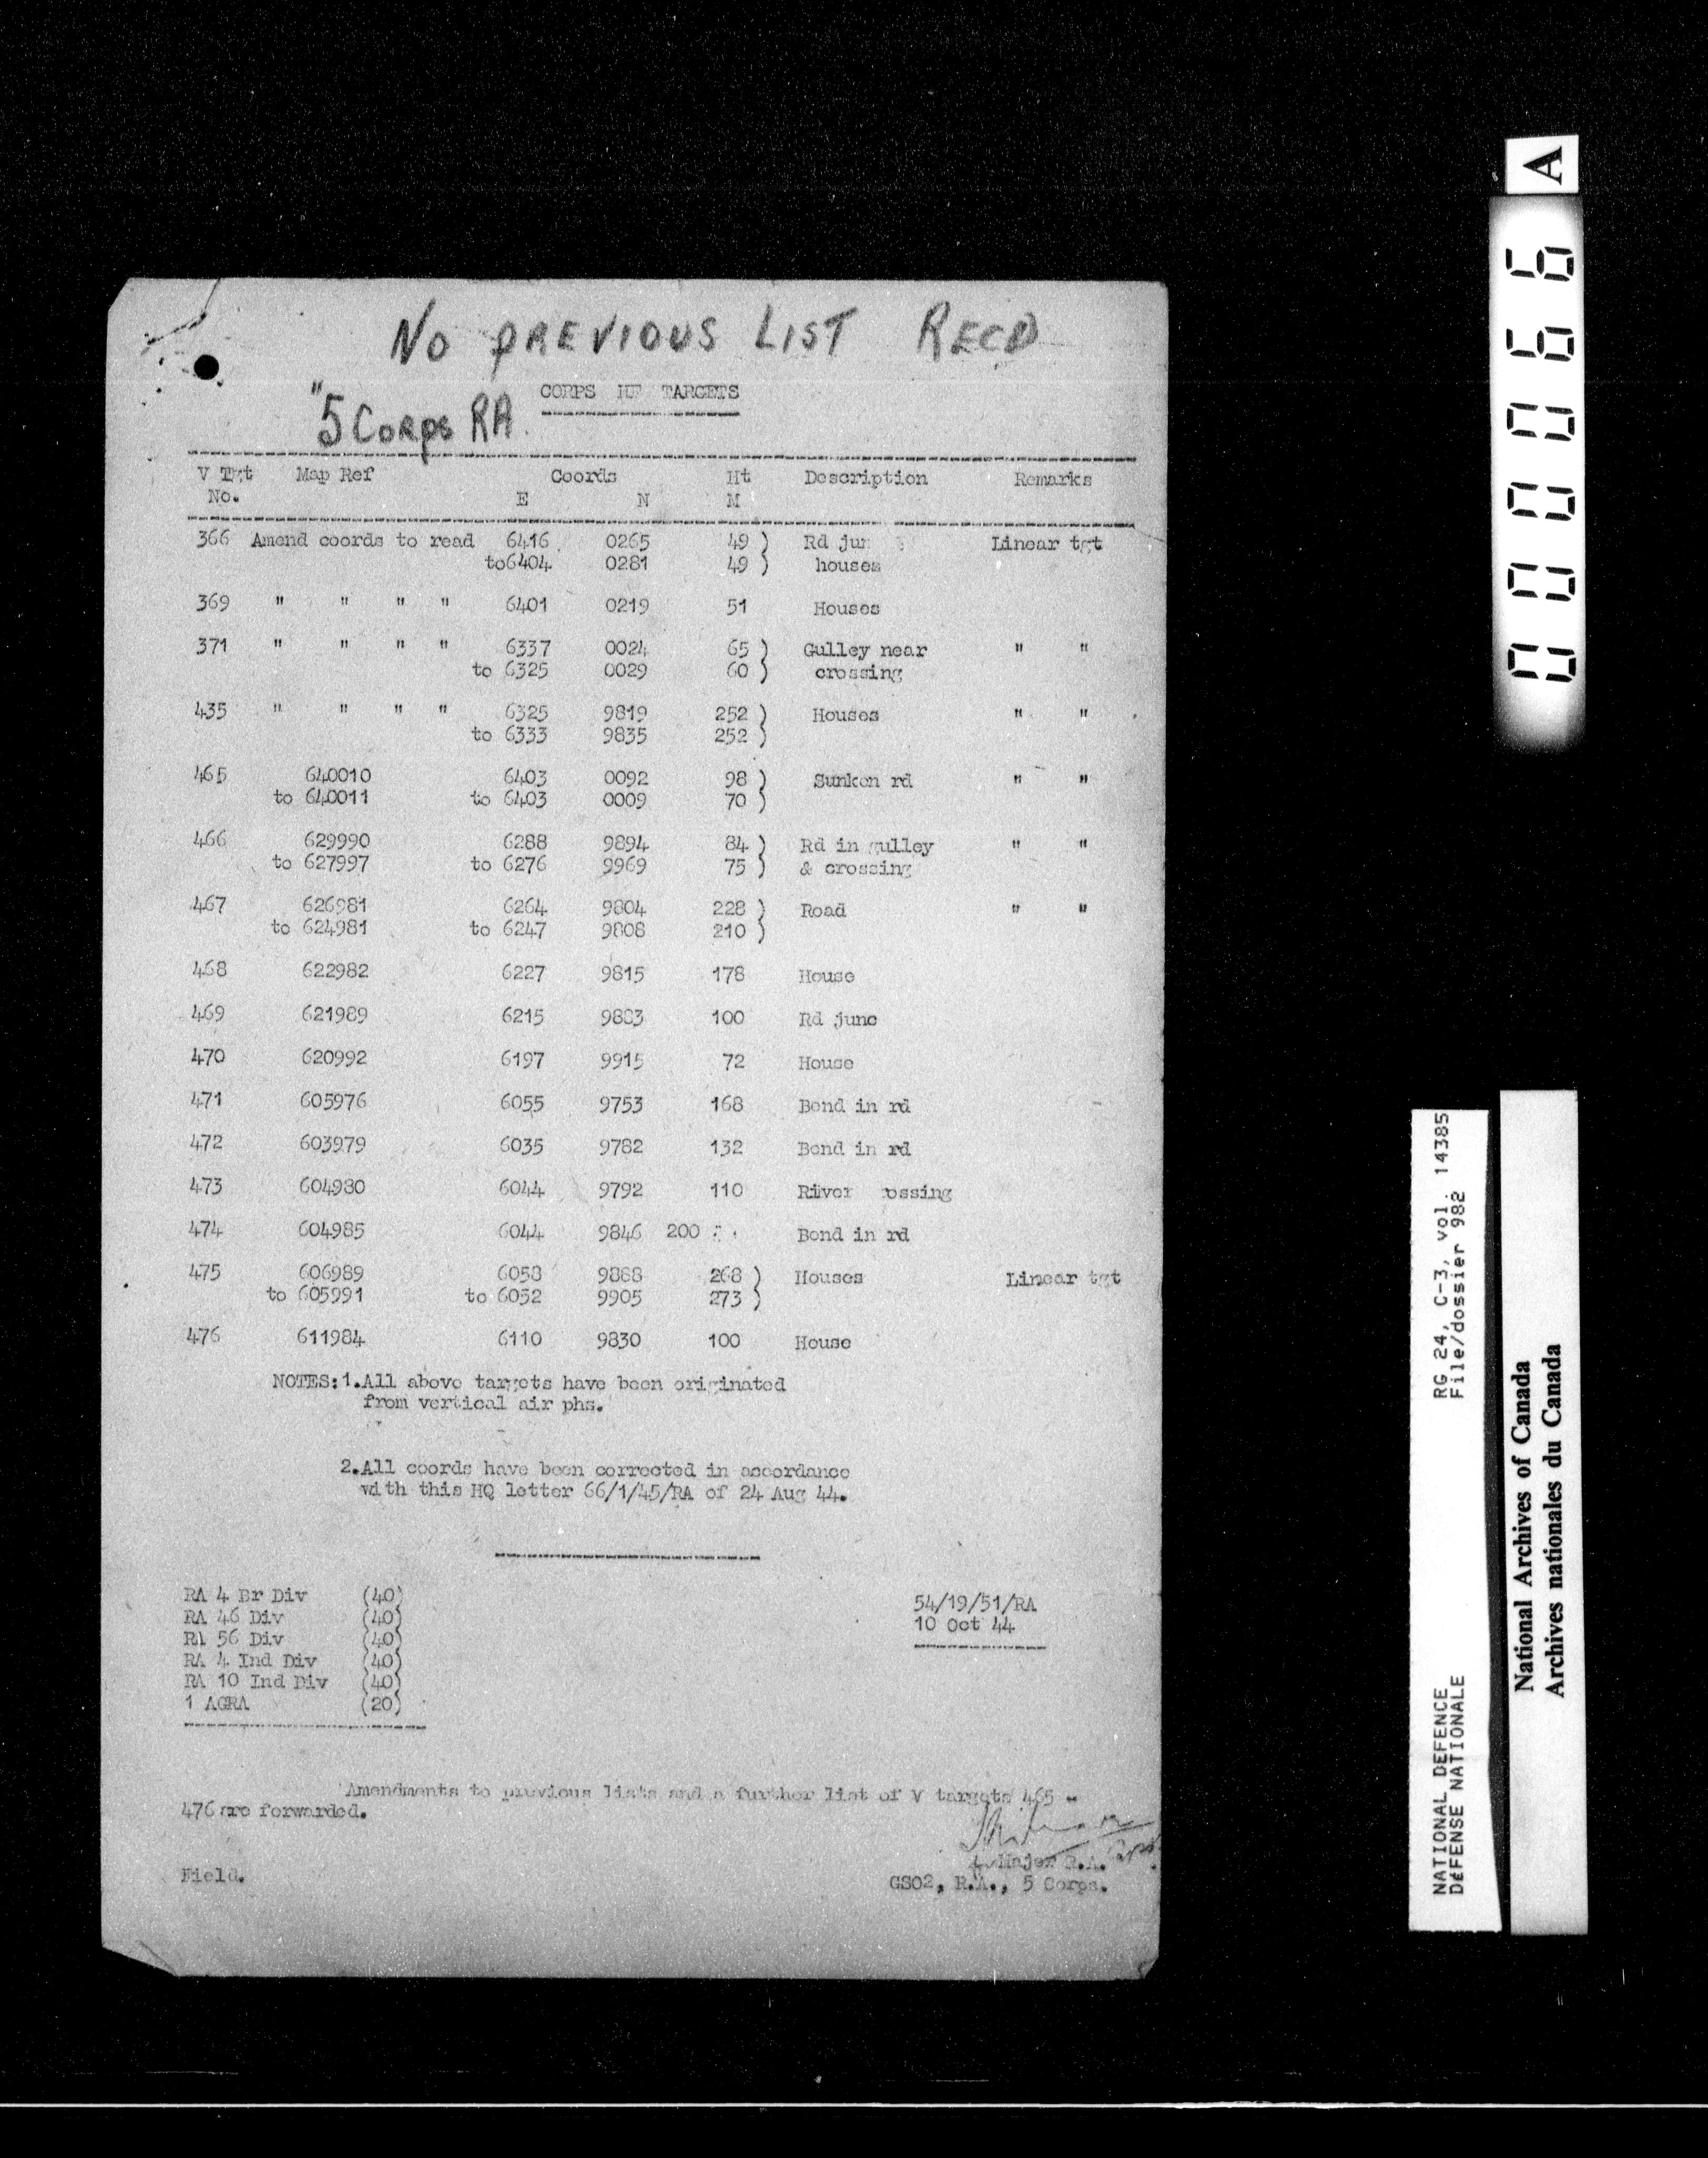 No PREVIOUS LIST RECD
CORPS HF TARGETS
"5 Corps RA.
V Tgt Map Ref Coords Ht Description Remarks
No. E N M
366 Amend coords to read 6416 0265 49 ) Rd jun Linear tgt
to 6404 0281 49 ) houses
369 " " " " 6401 0219 51 Houses
371 " " " " 6337 0024 65 ) Gulley near " "
to 6325 0029 60 ) crossing
435 " " " " 6325 9819 252 ) Houses " "
to 6333 9835 252 )
465 640010 6403 0092 98 ) Sunken rd " "
to 640011 to 6403 0009 70 )
466 629990 6288 9894 84 ) Rd in gulley " "
to 627997 to 6276 9969 75 ) & crossing
467 626981 6264 9804 228 ) Road " "
to 624981 to 6247 9808 210 )
468 622982 6227 9815 178 House
469 621989 6215 9883 100 Rd junc
470 620992 6197 9915 72 House
471 605976 6055 9753 168 Bend in rd
472 603979 6035 9782 132 Bend in rd
473 604980 6044 9792 110 River ossing
474 604985 6044 9846 200 Bend in rd
475 606989 6058 9888 268 ) Houses Linear tgt
to 605991 to 6052 9905 273 )
476 611984 6110 9830 100 House
NOTES: 1. All above targets have been originated
from vertical air phs.
2. All coords have been corrected in accordance
with this HQ letter 66/1/45/RA of 24 Aug 44.
RA 4 Br Div (40)
RA 46 Div (40)
RA 56 Div (40)
RA 4 Ind Div (40)
RA 10 Ind Div (40)
1 AGRA (20)
54/19/51/RA
10 Oct 44
Amendments to previous lists and a further list of V targets 465 -
476 are forwarded.
Major R.A.
Field.
GSO2, R.A., 5 Corps.
A
000066
RG 24, C-3, vol. 14385
File/dossier 982
NATIONAL DEFENCE
DÉFENSE NATIONALE
National Archives of Canada
Archives nationales du Canada